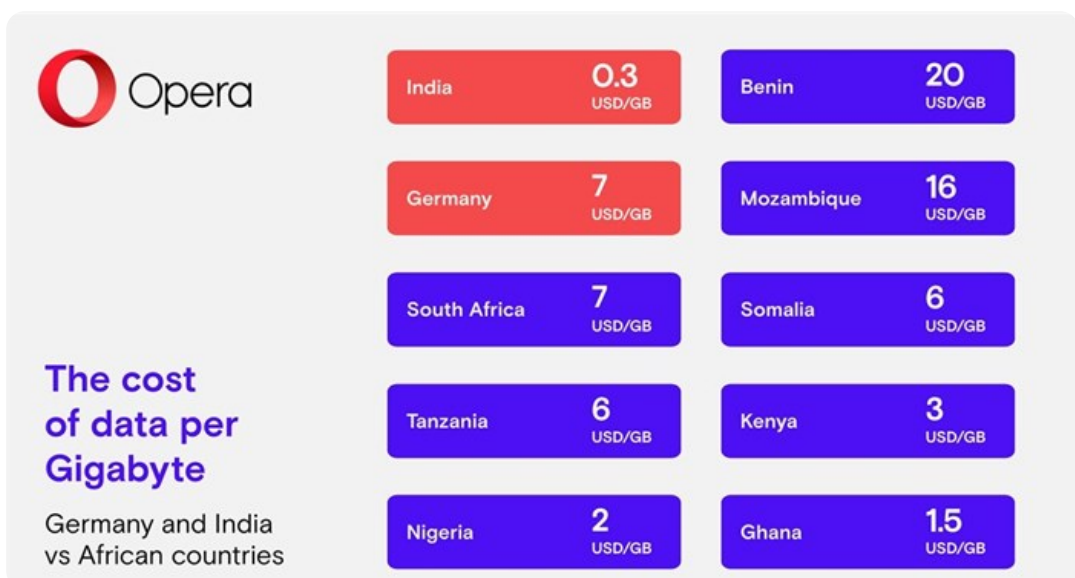 Opera
The cost
of data per
Gigabyte
Germany and India
vs African countries
India
0.3
USD/GB
Benin
20
USD/GB
Germany
7
USD/GB
Mozambique
16
USD/GB
South Africa
7
USD/GB
Somalia
6
USD/GB
Tanzania
6
USD/GB
Kenya
3
USD/GB
Nigeria
2
USD/GB
Ghana
1.5
USD/GB